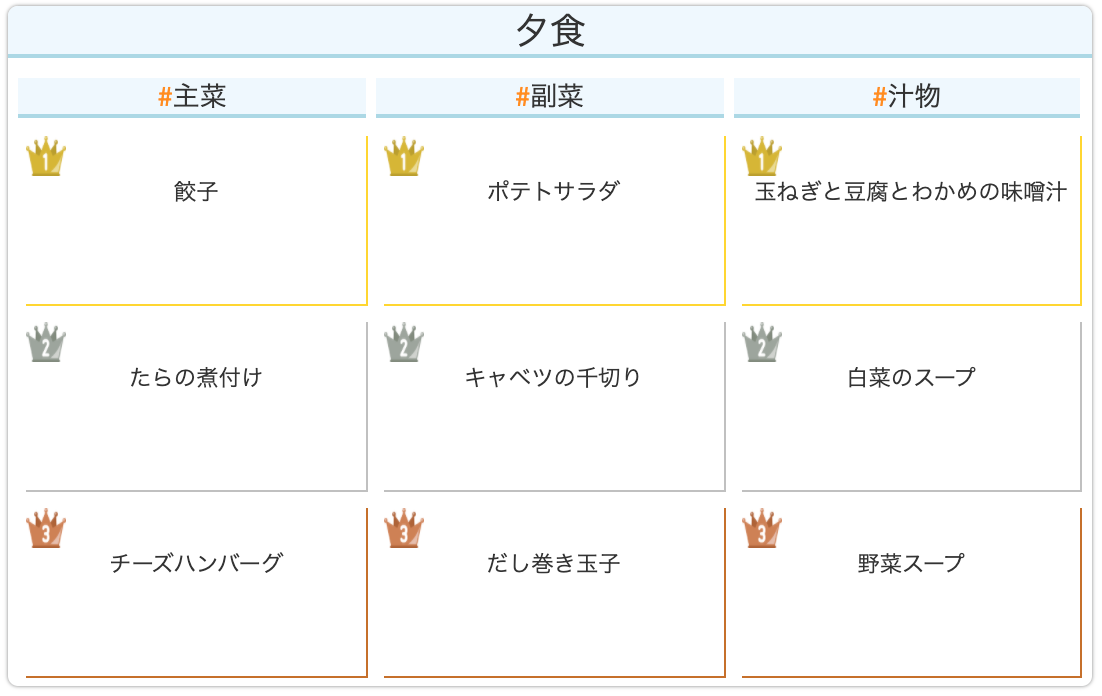 夕食
#主菜
#副菜
#汁物
1
餃子
1
ポテトサラダ
1
玉ねぎと豆腐とわかめの味噌汁
2
たらの煮付け
2
キャベツの千切り
2
白菜のスープ
3
チーズハンバーグ
3
だし巻き玉子
3
野菜スープ